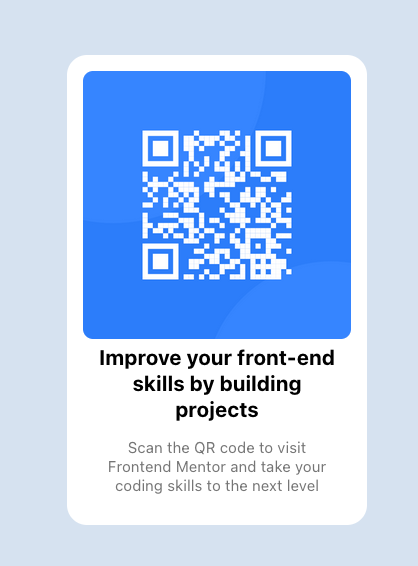 Improve your front-end
skills by building
projects
Scan the QR code to visit
Frontend Mentor and take your
coding skills to the next level